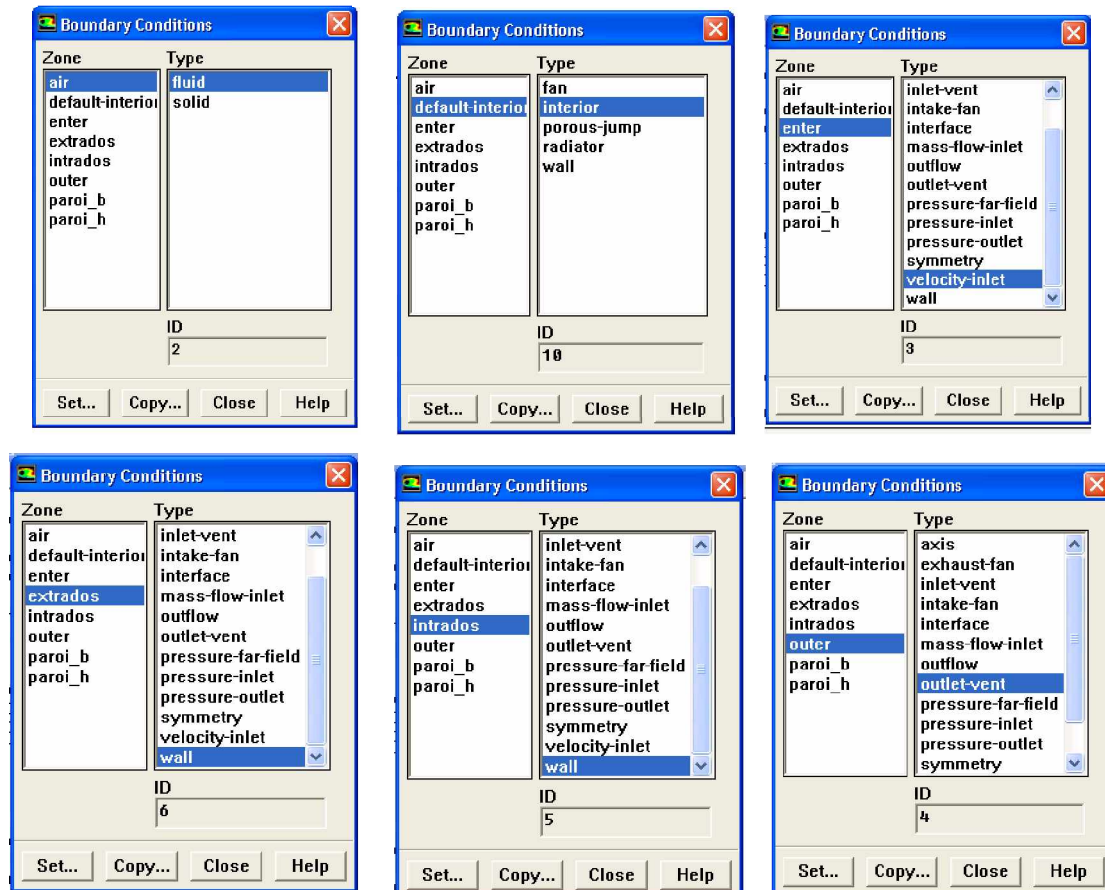 Boundary Conditions
Zone
air
default-interior
enter
extrados
intrados
outer
paroi_b
paroi_h
Type
fluid
solid
ID
2
Set... Copy... Close Help
Boundary Conditions
Zone
air
default-interior
enter
extrados
intrados
outer
paroi_b
paroi_h
Type
fan
interior
porous-jump
radiator
wall
ID
10
Set... Copy... Close Help
Boundary Conditions
Zone
air
default-interior
enter
extrados
intrados
outer
paroi_b
paroi_h
Type
inlet-vent
intake-fan
interface
mass-flow-inlet
outflow
outlet-vent
pressure-far-field
pressure-inlet
pressure-outlet
symmetry
velocity-inlet
wall
ID
3
Set... Copy... Close Help
Boundary Conditions
Zone
air
default-interior
enter
extrados
intrados
outer
paroi_b
paroi_h
Type
inlet-vent
intake-fan
interface
mass-flow-inlet
outflow
outlet-vent
pressure-far-field
pressure-inlet
pressure-outlet
symmetry
velocity-inlet
wall
ID
6
Set... Copy... Close Help
Boundary Conditions
Zone
air
default-interior
enter
extrados
intrados
outer
paroi_b
paroi_h
Type
inlet-vent
intake-fan
interface
mass-flow-inlet
outflow
outlet-vent
pressure-far-field
pressure-inlet
pressure-outlet
symmetry
velocity-inlet
wall
ID
5
Set... Copy... Close Help
Boundary Conditions
Zone
air
default-interior
enter
extrados
intrados
outer
paroi_b
paroi_h
Type
axis
exhaust-fan
inlet-vent
intake-fan
interface
mass-flow-inlet
outflow
outlet-vent
pressure-far-field
pressure-inlet
pressure-outlet
symmetry
ID
4
Set... Copy... Close Help